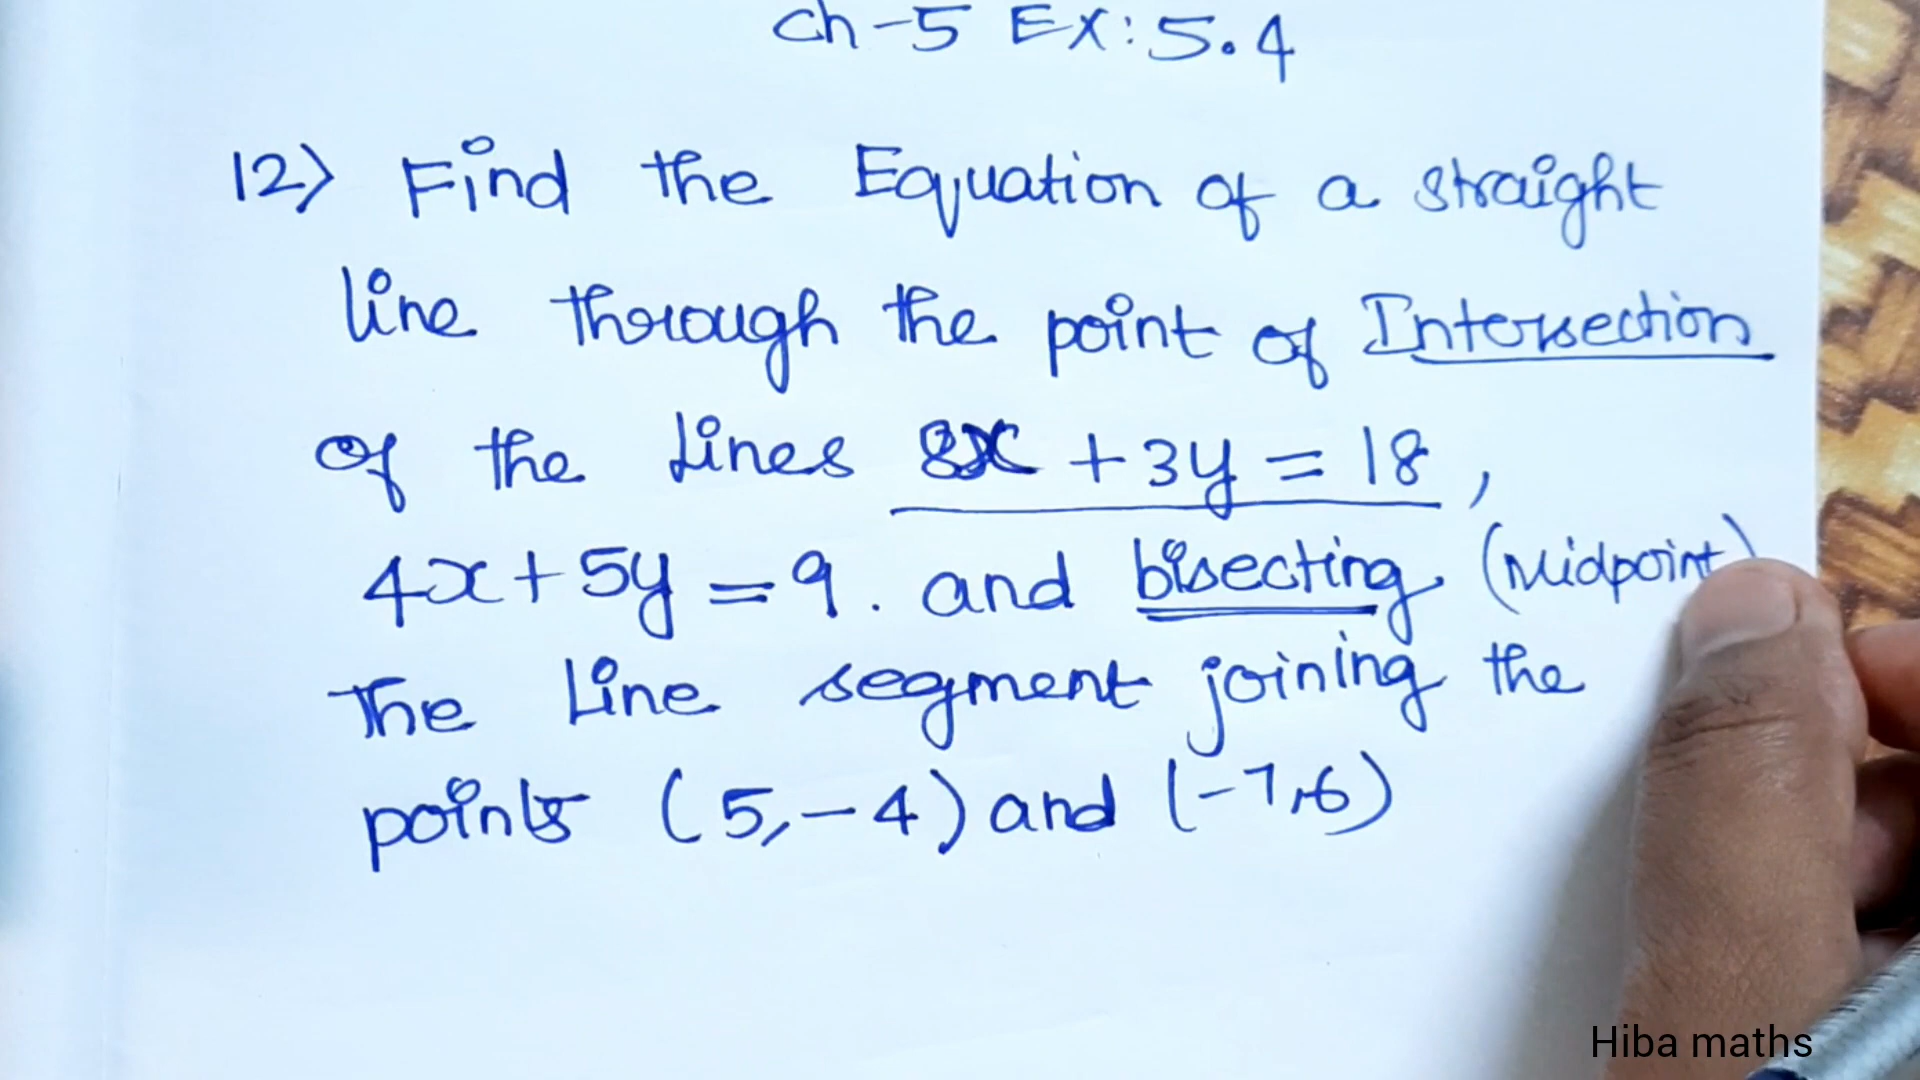 Ch-5 Ex: 5.4
12) Find the Equation of a straight
line through the point of Intersection
of the Lines 8x + 3y = 18,
4x + 5y = 9. and bisecting (Midpoint)
The Line segment joining the
points (5, -4) and (-7, 6)
Hiba maths